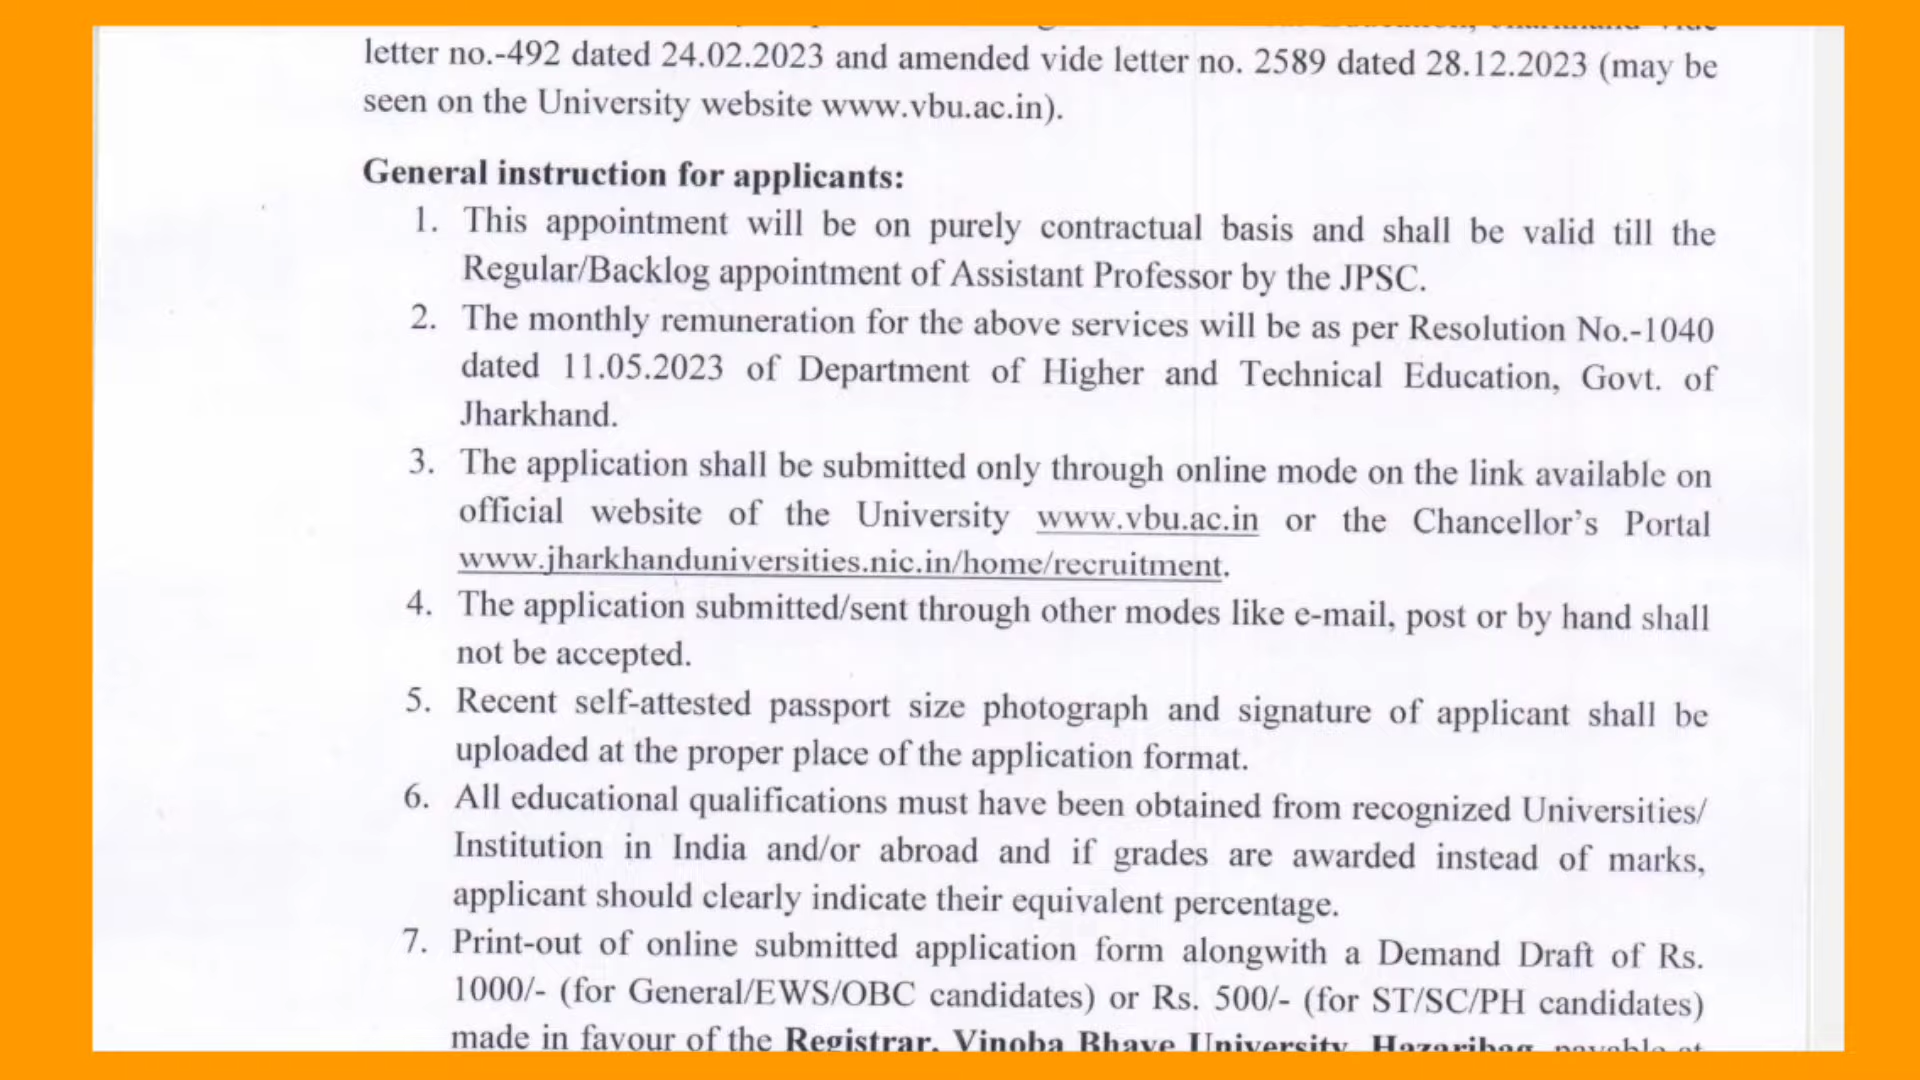 letter no.-492 dated 24.02.2023 and amended vide letter no. 2589 dated 28.12.2023 (may be
seen on the University website www.vbu.ac.in).
General instruction for applicants:
1. This appointment will be on purely contractual basis and shall be valid till the
Regular/Backlog appointment of Assistant Professor by the JPSC.
2. The monthly remuneration for the above services will be as per Resolution No.-1040
dated 11.05.2023 of Department of Higher and Technical Education, Govt. of
Jharkhand.
3. The application shall be submitted only through online mode on the link available on
official website of the University www.vbu.ac.in or the Chancellor's Portal
www.jharkhanduniversities.nic.in/home/recruitment.
4. The application submitted/sent through other modes like e-mail, post or by hand shall
not be accepted.
5. Recent self-attested passport size photograph and signature of applicant shall be
uploaded at the proper place of the application format.
6. All educational qualifications must have been obtained from recognized Universities/
Institution in India and/or abroad and if grades are awarded instead of marks,
applicant should clearly indicate their equivalent percentage.
7. Print-out of online submitted application form alongwith a Demand Draft of Rs.
1000/- (for General/EWS/OBC candidates) or Rs. 500/- (for ST/SC/PH candidates)
made in favour of the Registrar, Vinoba Bhave University, Hazaribag, payable at